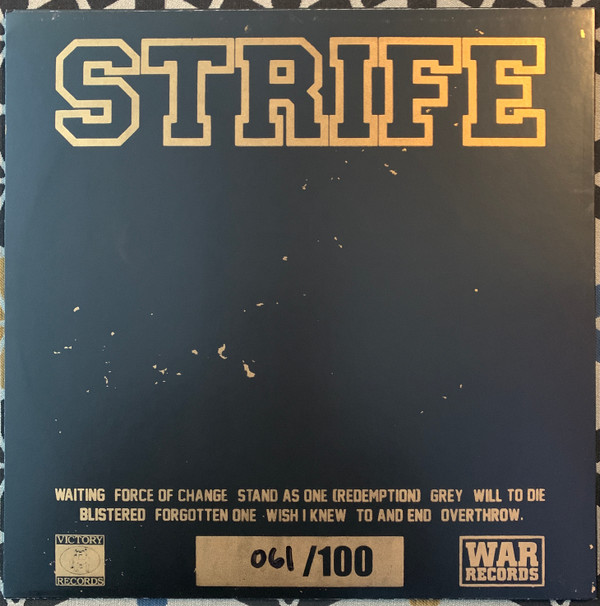 STRIFE
WAITING FORCE OF CHANGE STAND AS ONE (REDEMPTION) GREY WILL TO DIE
BLISTERED FORGOTTEN ONE WISH I KNEW TO AND END OVERTHROW.
VICTORY
RECORDS
061/100
WAR
RECORDS